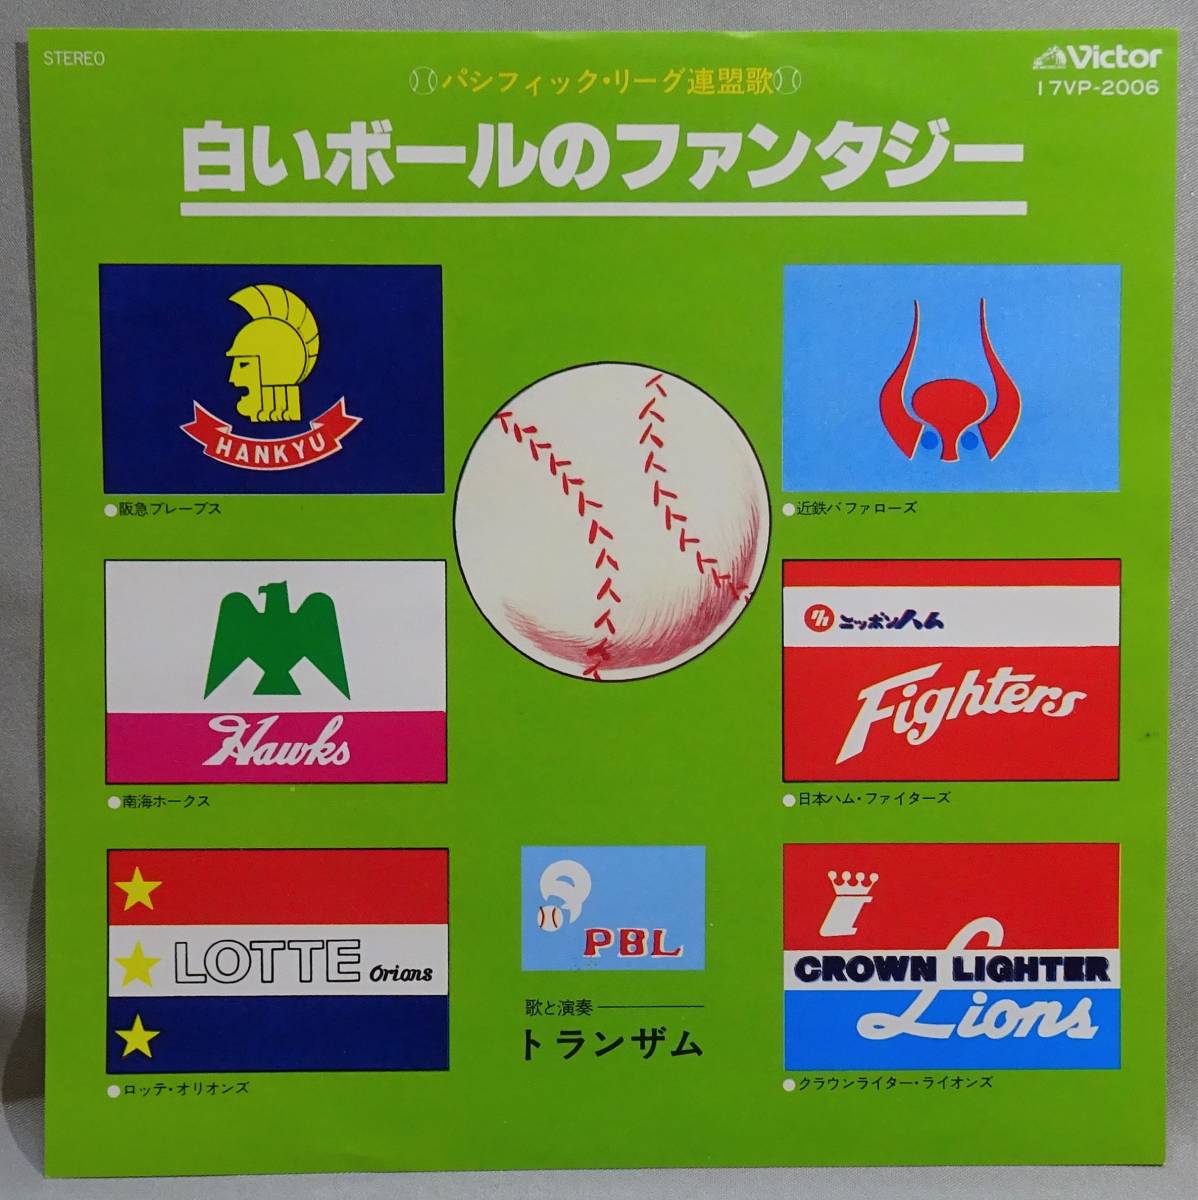 STEREO
Victor
17VP-2006
パシフィック・リーグ連盟歌
白いボールのファンタジー
HANKYU
●阪急ブレーブス
●近鉄バファローズ
Hawks
●南海ホークス
ニッポンハム
Fighters
●日本ハム・ファイターズ
LOTTE Orions
●ロッテ・オリオンズ
PBL
歌と演奏
トランザム
CROWN LIGHTER
Lions
●クラウンライター・ライオンズ